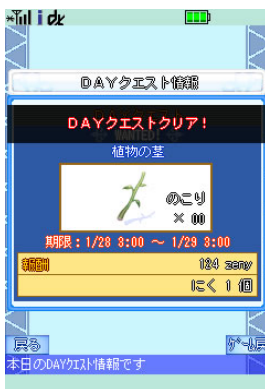 DAYクエスト情報
DAYクエストクリア!
植物の茎
のこり
× 00
期限:1/28 3:00 ~ 1/29 3:00
報酬 124 zeny
にく 1 個
戻る ゲーム戻
本日のDAYクエスト情報です